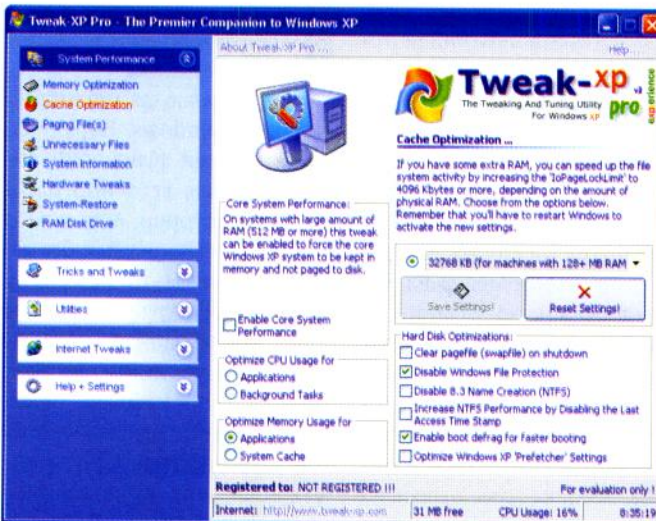 Tweak-XP Pro - The Premier Companion to Windows XP
System Performance
Memory Optimization
Cache Optimization
Paging File(s)
Unnecessary Files
System Information
Hardware Tweaks
System-Restore
RAM Disk Drive
Tricks and Tweaks
Utilities
Internet Tweaks
Help + Settings
About Tweak-XP Pro ...
Help...
Tweak-xp
The Tweaking And Tuning Utility
For Windows XP
pro
experience
Cache Optimization ...
If you have some extra RAM, you can speed up the file
system activity by increasing the 'IoPageLockLimit' to
4096 Kbytes or more, depending on the amount of
physical RAM. Choose from the options below.
Remember that you'll have to restart Windows to
activate the new settings.
32768 KB (for machines with 128+ MB RAM
Save Settings!
Reset Settings!
Core System Performance:
On systems with large amount of
RAM (512 MB or more) this tweak
can be enabled to force the core
Windows XP system to be kept in
memory and not paged to disk.
Enable Core System
Performance
Optimize CPU Usage for
Applications
Background Tasks
Optimize Memory Usage for
Applications
System Cache
Hard Disk Optimizations:
Clear pagefile (swapfile) on shutdown
Disable Windows File Protection
Disable 8.3 Name Creation (NTFS)
Increase NTFS Performance by Disabling the Last
Access Time Stamp
Enable boot defrag for faster booting
Optimize Windows XP 'Prefetcher' Settings
Registered to: NOT REGISTERED !!!
For evaluation only !
Internet: http://www.tweak-xp.com
31 MB free
CPU Usage: 16%
8:35:19